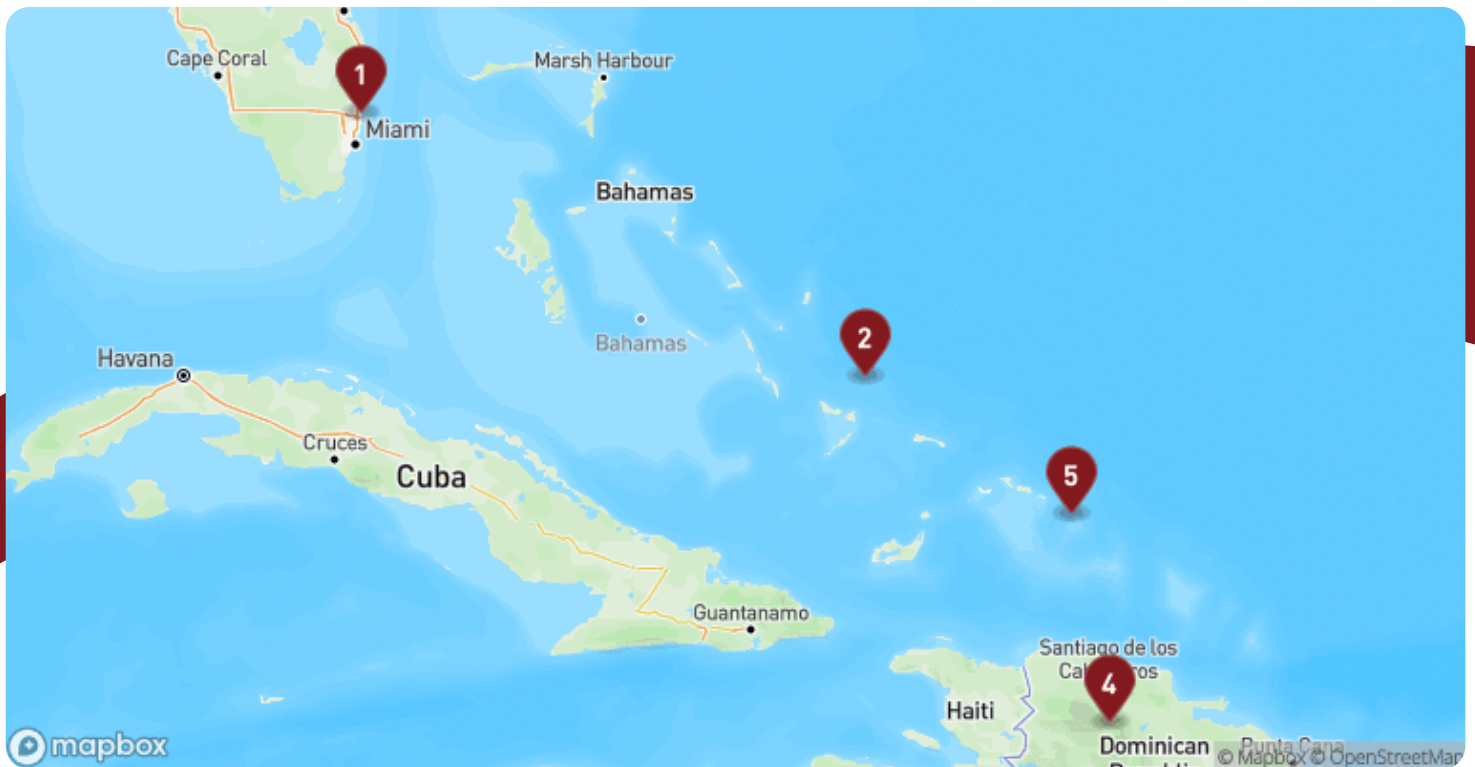 Cape Coral
1
Marsh Harbour
Miami
Bahamas
2
Bahamas
Havana
Cruces
Cuba
5
Guantanamo
Santiago de los
4
Haiti
Dominican
Punta Cana
mapbox
© Mapbox © OpenStreetMap